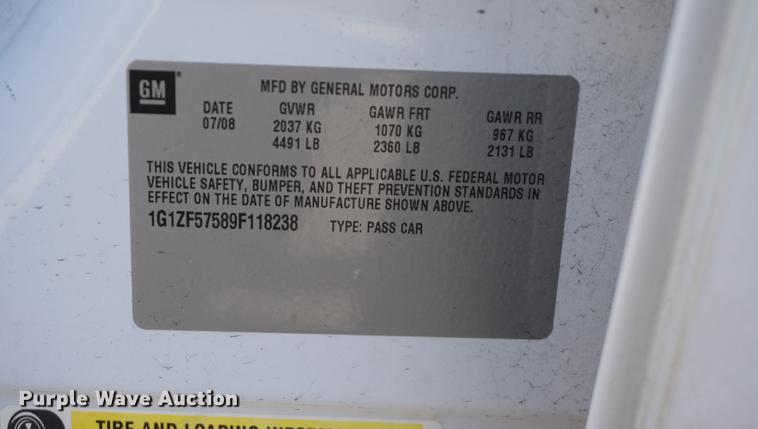 GM
MFD BY GENERAL MOTORS CORP.
DATE GVWR GAWR FRT GAWR RR
07/08 2037 KG 1070 KG 967 KG
4491 LB 2360 LB 2131 LB
THIS VEHICLE CONFORMS TO ALL APPLICABLE U.S. FEDERAL MOTOR
VEHICLE SAFETY, BUMPER, AND THEFT PREVENTION STANDARDS IN
EFFECT ON THE DATE OF MANUFACTURE SHOWN ABOVE.
1G1ZF57589F118238 TYPE: PASS CAR
Purple Wave Auction
TIRE AND LOADING